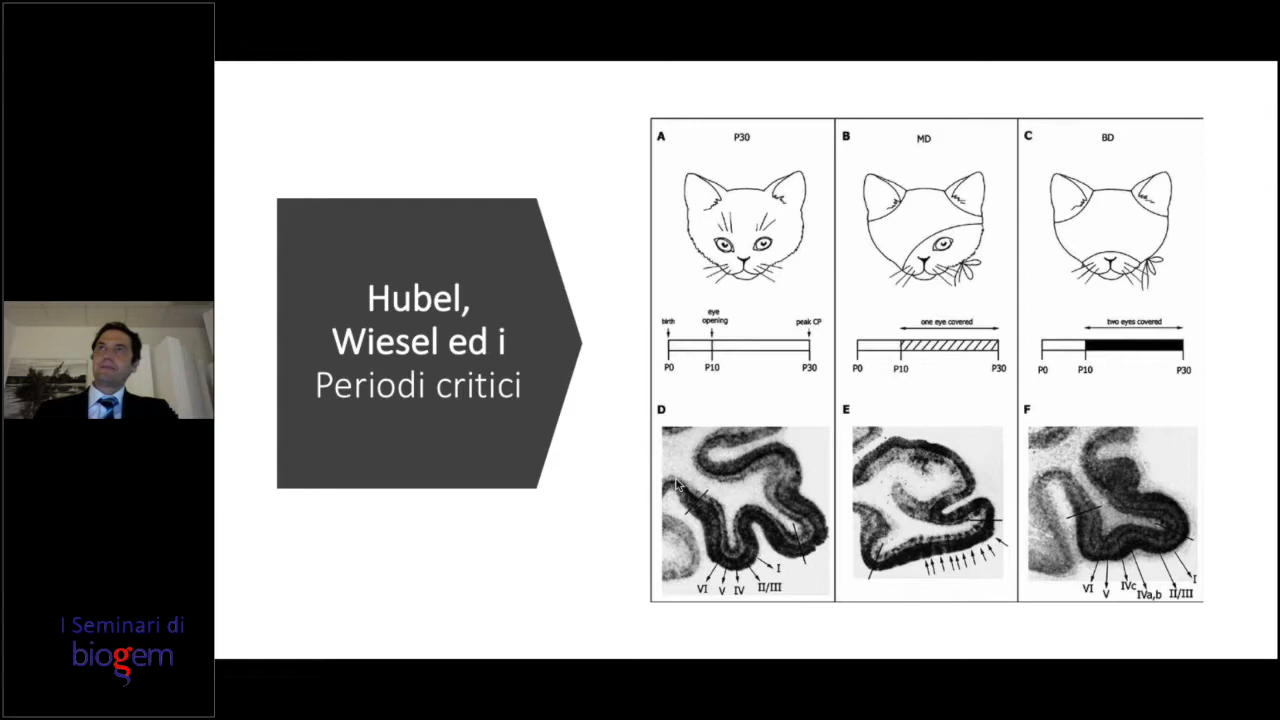 Hubel,
Wiesel ed i
Periodi critici
A
P30
B
MD
C
BD
birth
eye
opening
peak CP
P0
P10
P30
one eye covered
P0
P10
P30
two eyes covered
P0
P10
P30
D
VI
V
IV
II/III
I
E
F
VI
V
IVc
IVa,b
II/III
I
I Seminari di
biogem